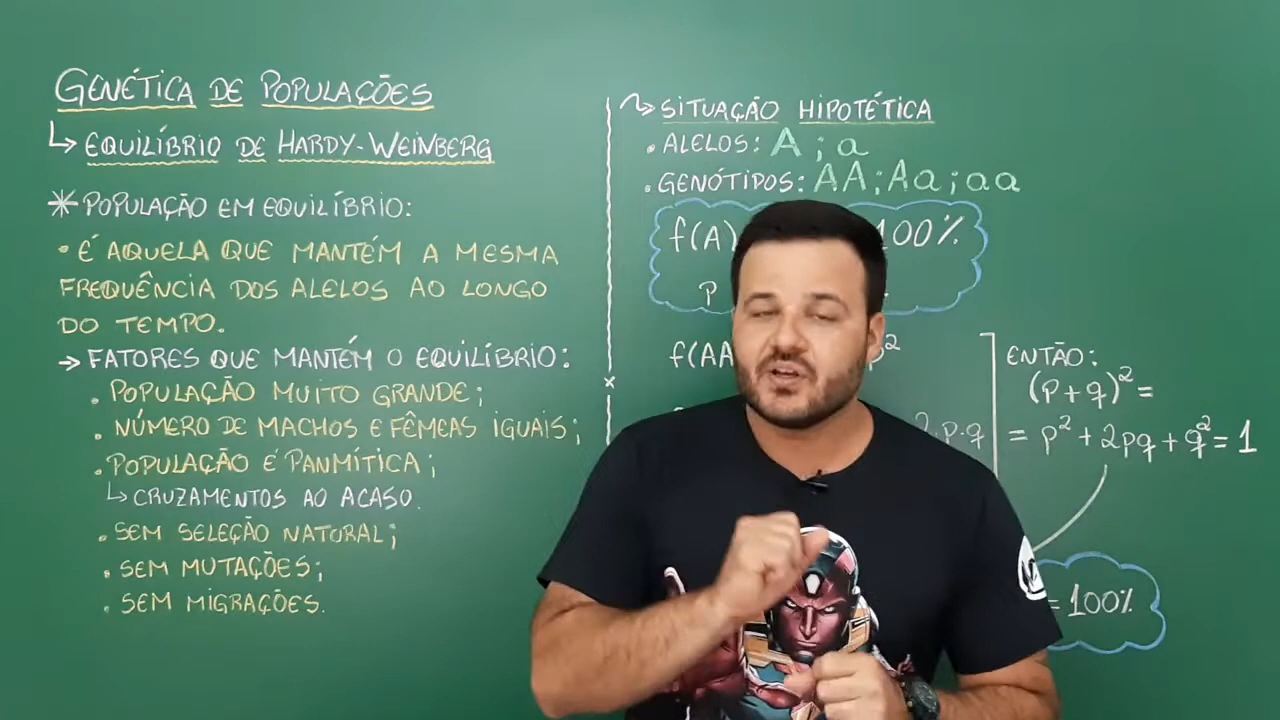 GENÉTICA DE POPULAÇÕES
EQUILÍBRIO DE HARDY-WEINBERG
* POPULAÇÃO EM EQUILÍBRIO:
• É AQUELA QUE MANTÉM A MESMA
FREQUÊNCIA DOS ALELOS AO LONGO
DO TEMPO.
→ FATORES QUE MANTÉM O EQUILÍBRIO:
• POPULAÇÃO MUITO GRANDE;
• NÚMERO DE MACHOS E FÊMEAS IGUAIS;
• POPULAÇÃO É PANMÍTICA;
↳ CRUZAMENTOS AO ACASO.
• SEM SELEÇÃO NATURAL;
• SEM MUTAÇÕES;
• SEM MIGRAÇÕES.
SITUAÇÃO HIPOTÉTICA
• ALELOS: A ; a
• GENÓTIPOS: AA; Aa; aa
f(A) 100%
p
f(AA 2
2.p.q
ENTÃO:
(p+q)² =
= p² + 2pq + q² = 1
= 100%